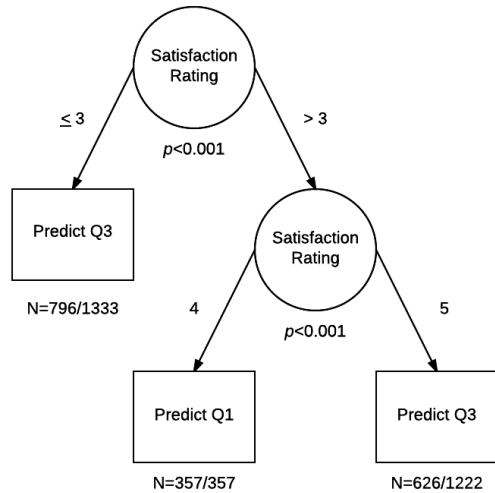 Satisfaction
Rating
≤ 3
> 3
p<0.001
Predict Q3
N=796/1333
Satisfaction
Rating
4
5
p<0.001
Predict Q1
Predict Q3
N=357/357
N=626/1222